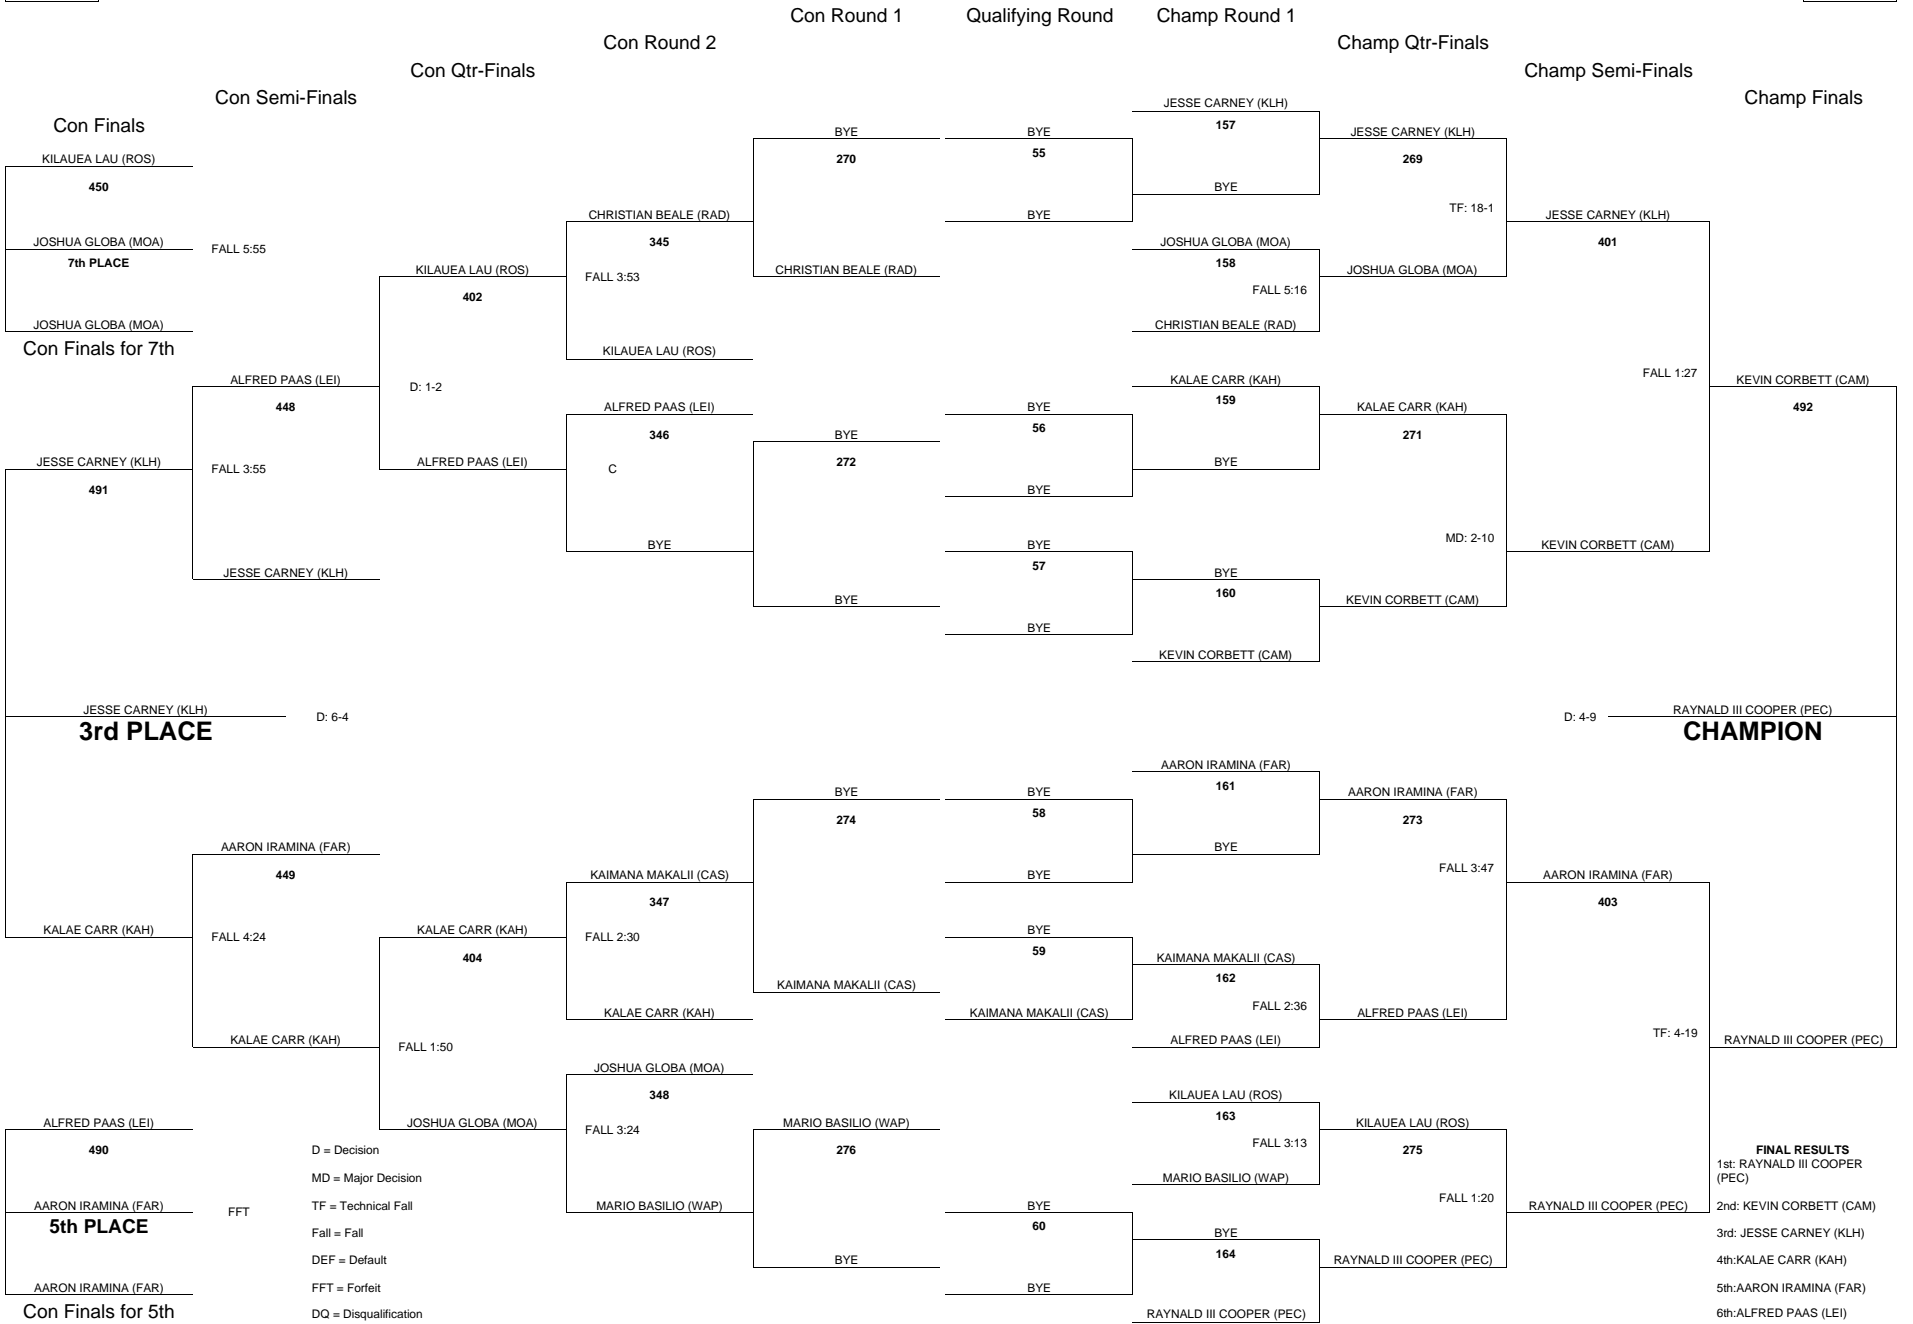 Con Round 1
Qualifying Round
Champ Round 1
Con Round 2
Champ Qtr-Finals
Con Qtr-Finals
Champ Semi-Finals
Con Semi-Finals
Champ Finals
Con Finals
KILAUEA LAU (ROS)
450
JOSHUA GLOBA (MOA)
7th PLACE
FALL 5:55
JOSHUA GLOBA (MOA)
Con Finals for 7th
JESSE CARNEY (KLH)
491
JESSE CARNEY (KLH)
3rd PLACE
D: 6-4
KALAE CARR (KAH)
ALFRED PAAS (LEI)
490
AARON IRAMINA (FAR)
5th PLACE
FFT
AARON IRAMINA (FAR)
Con Finals for 5th
ALFRED PAAS (LEI)
448
FALL 3:55
JESSE CARNEY (KLH)
AARON IRAMINA (FAR)
449
FALL 4:24
KALAE CARR (KAH)
D = Decision
MD = Major Decision
TF = Technical Fall
Fall = Fall
DEF = Default
FFT = Forfeit
DQ = Disqualification
KILAUEA LAU (ROS)
402
D: 1-2
ALFRED PAAS (LEI)
KALAE CARR (KAH)
404
FALL 1:50
JOSHUA GLOBA (MOA)
CHRISTIAN BEALE (RAD)
345
FALL 3:53
KILAUEA LAU (ROS)
ALFRED PAAS (LEI)
346
C
BYE
KAIMANA MAKALII (CAS)
347
FALL 2:30
KALAE CARR (KAH)
JOSHUA GLOBA (MOA)
348
FALL 3:24
MARIO BASILIO (WAP)
BYE
270
CHRISTIAN BEALE (RAD)
BYE
272
BYE
BYE
274
KAIMANA MAKALII (CAS)
MARIO BASILIO (WAP)
276
BYE
BYE
55
BYE
BYE
56
BYE
BYE
57
BYE
BYE
58
BYE
BYE
59
KAIMANA MAKALII (CAS)
BYE
60
BYE
JESSE CARNEY (KLH)
157
BYE
JOSHUA GLOBA (MOA)
158
FALL 5:16
CHRISTIAN BEALE (RAD)
KALAE CARR (KAH)
159
BYE
BYE
160
KEVIN CORBETT (CAM)
AARON IRAMINA (FAR)
161
BYE
KAIMANA MAKALII (CAS)
162
FALL 2:36
ALFRED PAAS (LEI)
KILAUEA LAU (ROS)
163
FALL 3:13
MARIO BASILIO (WAP)
BYE
164
RAYNALD III COOPER (PEC)
JESSE CARNEY (KLH)
269
TF: 18-1
JOSHUA GLOBA (MOA)
KALAE CARR (KAH)
271
MD: 2-10
KEVIN CORBETT (CAM)
AARON IRAMINA (FAR)
273
FALL 3:47
ALFRED PAAS (LEI)
KILAUEA LAU (ROS)
275
FALL 1:20
RAYNALD III COOPER (PEC)
JESSE CARNEY (KLH)
401
FALL 1:27
KEVIN CORBETT (CAM)
AARON IRAMINA (FAR)
403
TF: 4-19
RAYNALD III COOPER (PEC)
KEVIN CORBETT (CAM)
492
D: 4-9
RAYNALD III COOPER (PEC)
CHAMPION
RAYNALD III COOPER (PEC)
FINAL RESULTS
1st: RAYNALD III COOPER
(PEC)
2nd: KEVIN CORBETT (CAM)
3rd: JESSE CARNEY (KLH)
4th:KALAE CARR (KAH)
5th:AARON IRAMINA (FAR)
6th:ALFRED PAAS (LEI)